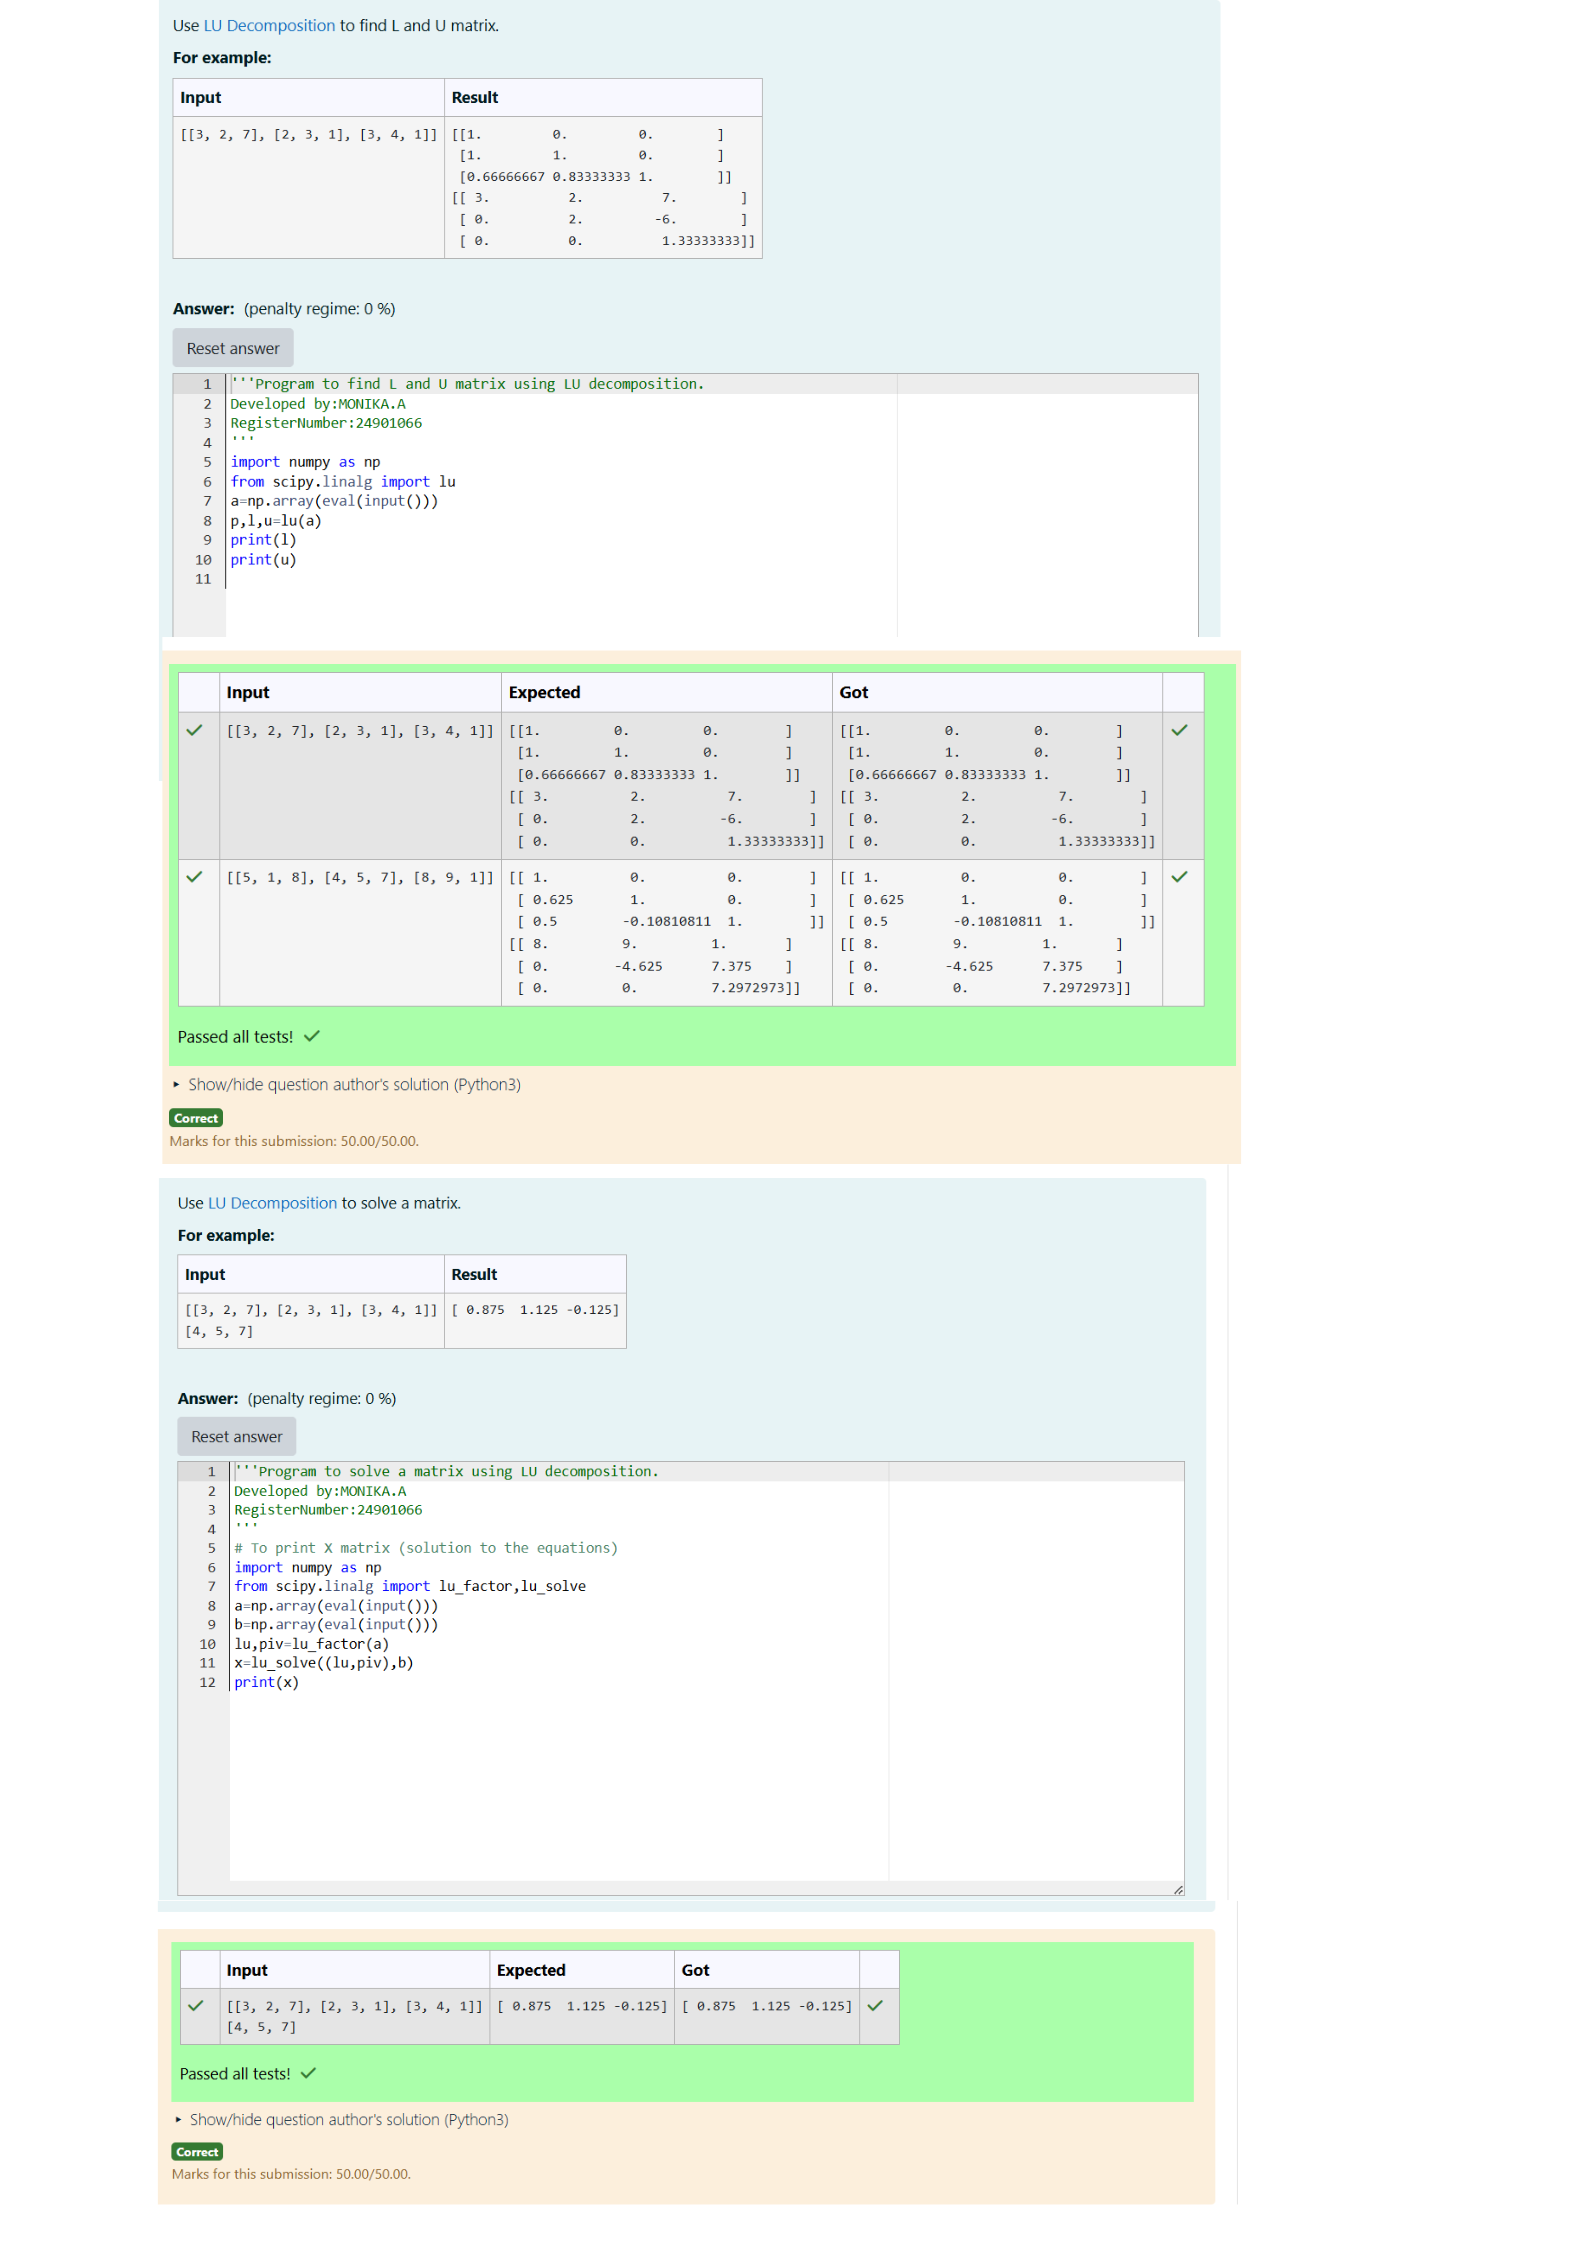 Use LU Decomposition to find L and U matrix.
For example:
Input Result
[[3, 2, 7], [2, 3, 1], [3, 4, 1]] [[1. 0. 0. ]
[1. 1. 0. ]
[0.66666667 0.83333333 1. ]]
[[ 3. 2. 7. ]
[ 0. 2. -6. ]
[ 0. 0. 1.33333333]]
Answer: (penalty regime: 0 %)
Reset answer
1 '''Program to find L and U matrix using LU decomposition.
2 Developed by:MONIKA.A
3 RegisterNumber:24901066
4 '''
5 import numpy as np
6 from scipy.linalg import lu
7 a=np.array(eval(input()))
8 p,l,u=lu(a)
9 print(l)
10 print(u)
11
Input Expected Got
[[3, 2, 7], [2, 3, 1], [3, 4, 1]] [[1. 0. 0. ] [[1. 0. 0. ]
[1. 1. 0. ] [1. 1. 0. ]
[0.66666667 0.83333333 1. ]] [0.66666667 0.83333333 1. ]]
[[ 3. 2. 7. ] [[ 3. 2. 7. ]
[ 0. 2. -6. ] [ 0. 2. -6. ]
[ 0. 0. 1.33333333]] [ 0. 0. 1.33333333]]
[[5, 1, 8], [4, 5, 7], [8, 9, 1]] [[ 1. 0. 0. ] [[ 1. 0. 0. ]
[ 0.625 1. 0. ] [ 0.625 1. 0. ]
[ 0.5 -0.10810811 1. ]] [ 0.5 -0.10810811 1. ]]
[[ 8. 9. 1. ] [[ 8. 9. 1. ]
[ 0. -4.625 7.375 ] [ 0. -4.625 7.375 ]
[ 0. 0. 7.2972973]] [ 0. 0. 7.2972973]]
Passed all tests!
Show/hide question author's solution (Python3)
Correct
Marks for this submission: 50.00/50.00.
Use LU Decomposition to solve a matrix.
For example:
Input Result
[[3, 2, 7], [2, 3, 1], [3, 4, 1]] [ 0.875 1.125 -0.125]
[4, 5, 7]
Answer: (penalty regime: 0 %)
Reset answer
1 '''Program to solve a matrix using LU decomposition.
2 Developed by:MONIKA.A
3 RegisterNumber:24901066
4 '''
5 # To print X matrix (solution to the equations)
6 import numpy as np
7 from scipy.linalg import lu_factor,lu_solve
8 a=np.array(eval(input()))
9 b=np.array(eval(input()))
10 lu,piv=lu_factor(a)
11 x=lu_solve((lu,piv),b)
12 print(x)
Input Expected Got
[[3, 2, 7], [2, 3, 1], [3, 4, 1]] [ 0.875 1.125 -0.125] [ 0.875 1.125 -0.125]
[4, 5, 7]
Passed all tests!
Show/hide question author's solution (Python3)
Correct
Marks for this submission: 50.00/50.00.